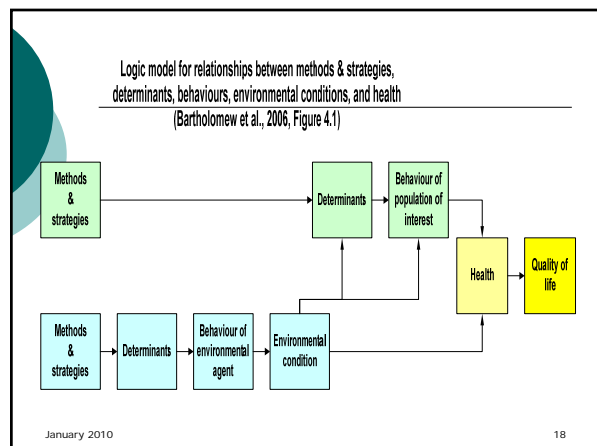 Logic model for relationships between methods & strategies,
determinants, behaviours, environmental conditions, and health
(Bartholomew et al., 2006, Figure 4.1)
Methods
&
strategies
Determinants
Behaviour of
population of
interest
Health
Quality of
life
Methods
&
strategies
Determinants
Behaviour of
environmental
agent
Environmental
condition
January 2010
18